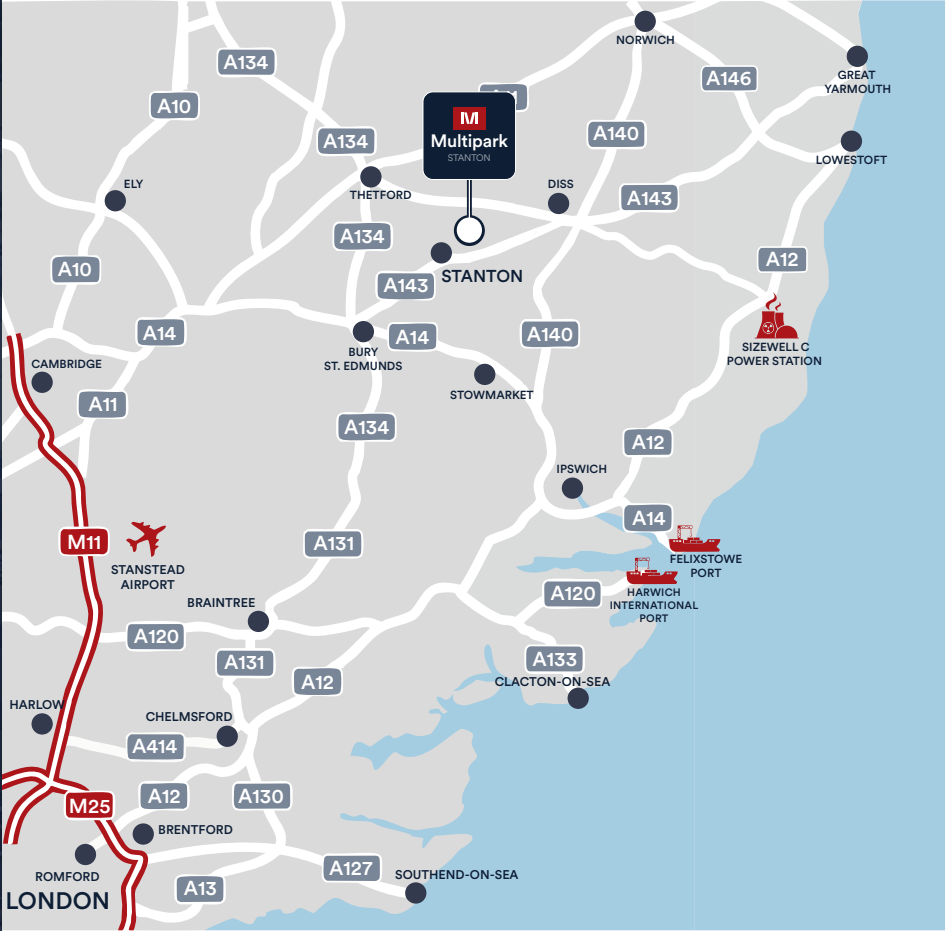 NORWICH
A134
GREAT
YARMOUTH
A146
A10
M
Multipark
STANTON
A134
A140
LOWESTOFT
ELY
THETFORD
DISS
A143
A134
A10
STANTON
A143
A12
A14
BURY
ST. EDMUNDS
A14
A140
SIZEWELL C
POWER STATION
CAMBRIDGE
STOWMARKET
A11
A134
A12
IPSWICH
A14
M11
STANSTEAD
AIRPORT
A131
FELIXSTOWE
PORT
BRAINTREE
A120
HARWICH
INTERNATIONAL
PORT
A120
A131
A133
A12
CLACTON-ON-SEA
HARLOW
CHELMSFORD
A414
M25
A12
A130
BRENTFORD
ROMFORD
LONDON
A13
A127
SOUTHEND-ON-SEA